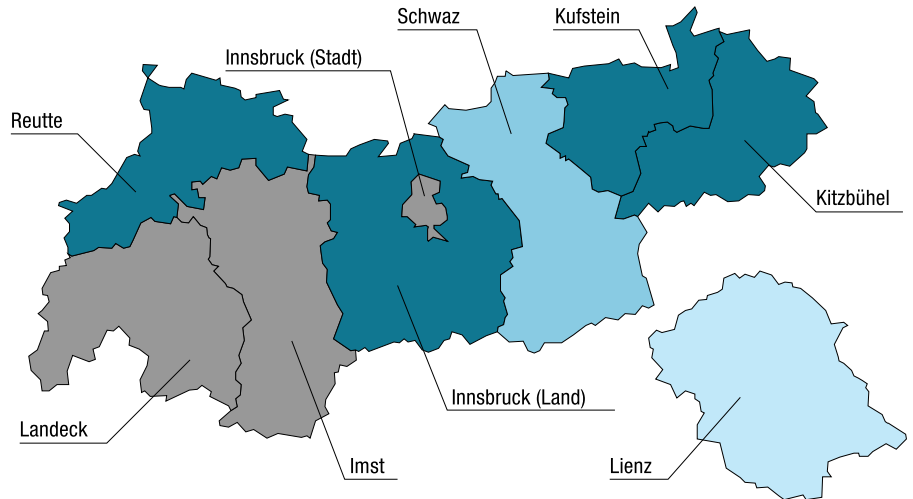 Schwaz
Kufstein
Innsbruck (Stadt)
Reutte
Kitzbühel
Innsbruck (Land)
Landeck
Imst
Lienz